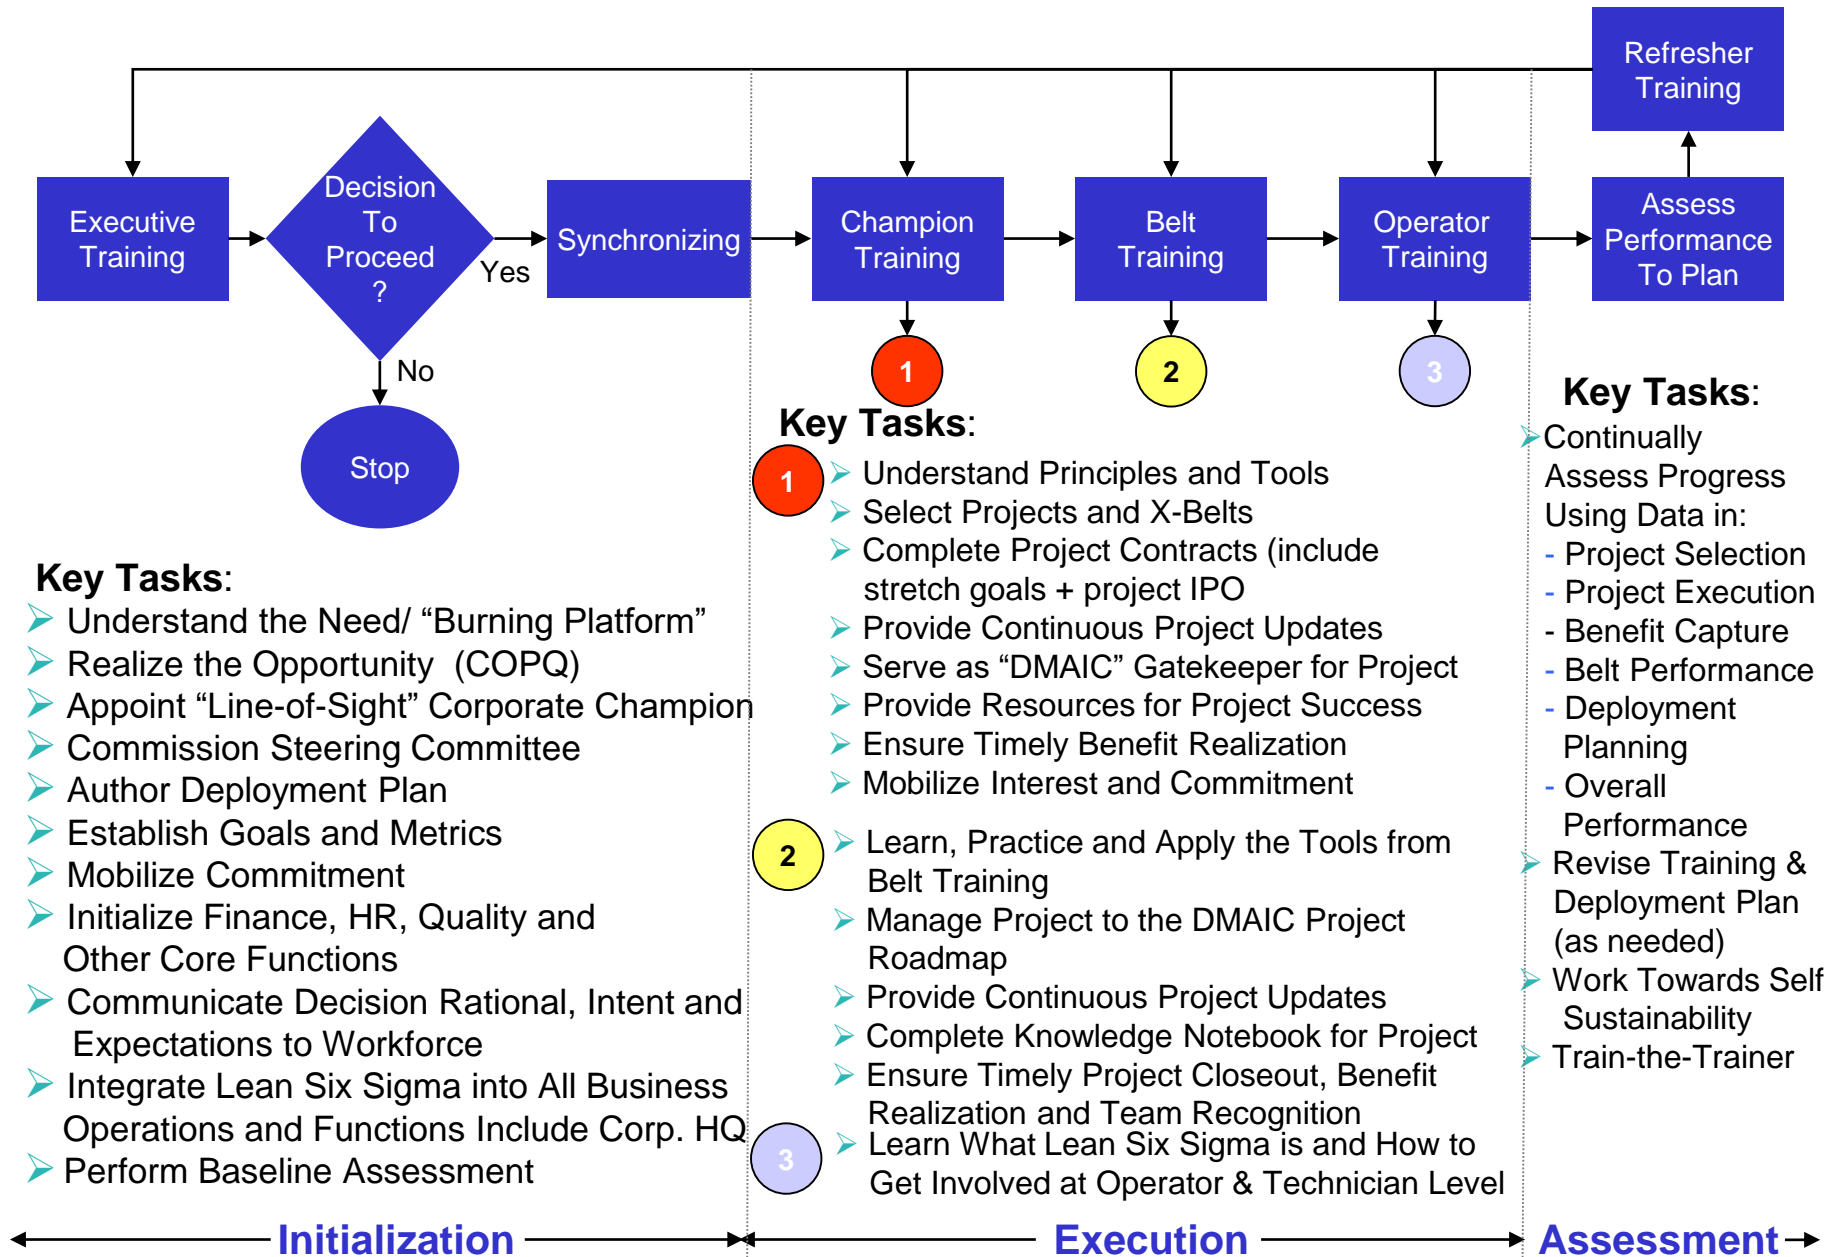 Refresher
Training
Executive
Training
Decision
To
Proceed
?
Yes
No
Stop
Synchronizing
Champion
Training
Belt
Training
Operator
Training
Assess
Performance
To Plan
1
2
3
Key Tasks:
➢ Understand the Need/ “Burning Platform”
➢ Realize the Opportunity (COPQ)
➢ Appoint “Line-of-Sight” Corporate Champion
➢ Commission Steering Committee
➢ Author Deployment Plan
➢ Establish Goals and Metrics
➢ Mobilize Commitment
➢ Initialize Finance, HR, Quality and
Other Core Functions
➢ Communicate Decision Rational, Intent and
Expectations to Workforce
➢ Integrate Lean Six Sigma into All Business
Operations and Functions Include Corp. HQ
➢ Perform Baseline Assessment
Key Tasks:
1
➢ Understand Principles and Tools
➢ Select Projects and X-Belts
➢ Complete Project Contracts (include
stretch goals + project IPO
➢ Provide Continuous Project Updates
➢ Serve as “DMAIC” Gatekeeper for Project
➢ Provide Resources for Project Success
➢ Ensure Timely Benefit Realization
➢ Mobilize Interest and Commitment
2
➢ Learn, Practice and Apply the Tools from
Belt Training
➢ Manage Project to the DMAIC Project
Roadmap
➢ Provide Continuous Project Updates
➢ Complete Knowledge Notebook for Project
➢ Ensure Timely Project Closeout, Benefit
Realization and Team Recognition
3
➢ Learn What Lean Six Sigma is and How to
Get Involved at Operator & Technician Level
Key Tasks:
➢ Continually
Assess Progress
Using Data in:
- Project Selection
- Project Execution
- Benefit Capture
- Belt Performance
- Deployment
Planning
- Overall
Performance
➢ Revise Training &
Deployment Plan
(as needed)
➢ Work Towards Self
Sustainability
➢ Train-the-Trainer
Initialization
Execution
Assessment